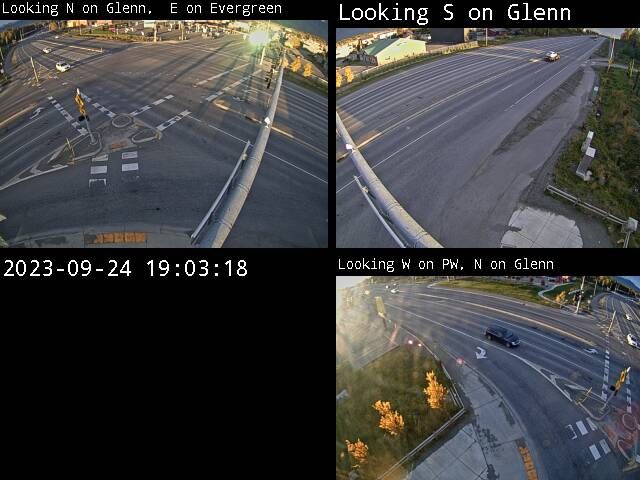 Looking N on Glenn, E on Evergreen
Looking S on Glenn
2023-09-24 19:03:18
Looking W on PW, N on Glenn